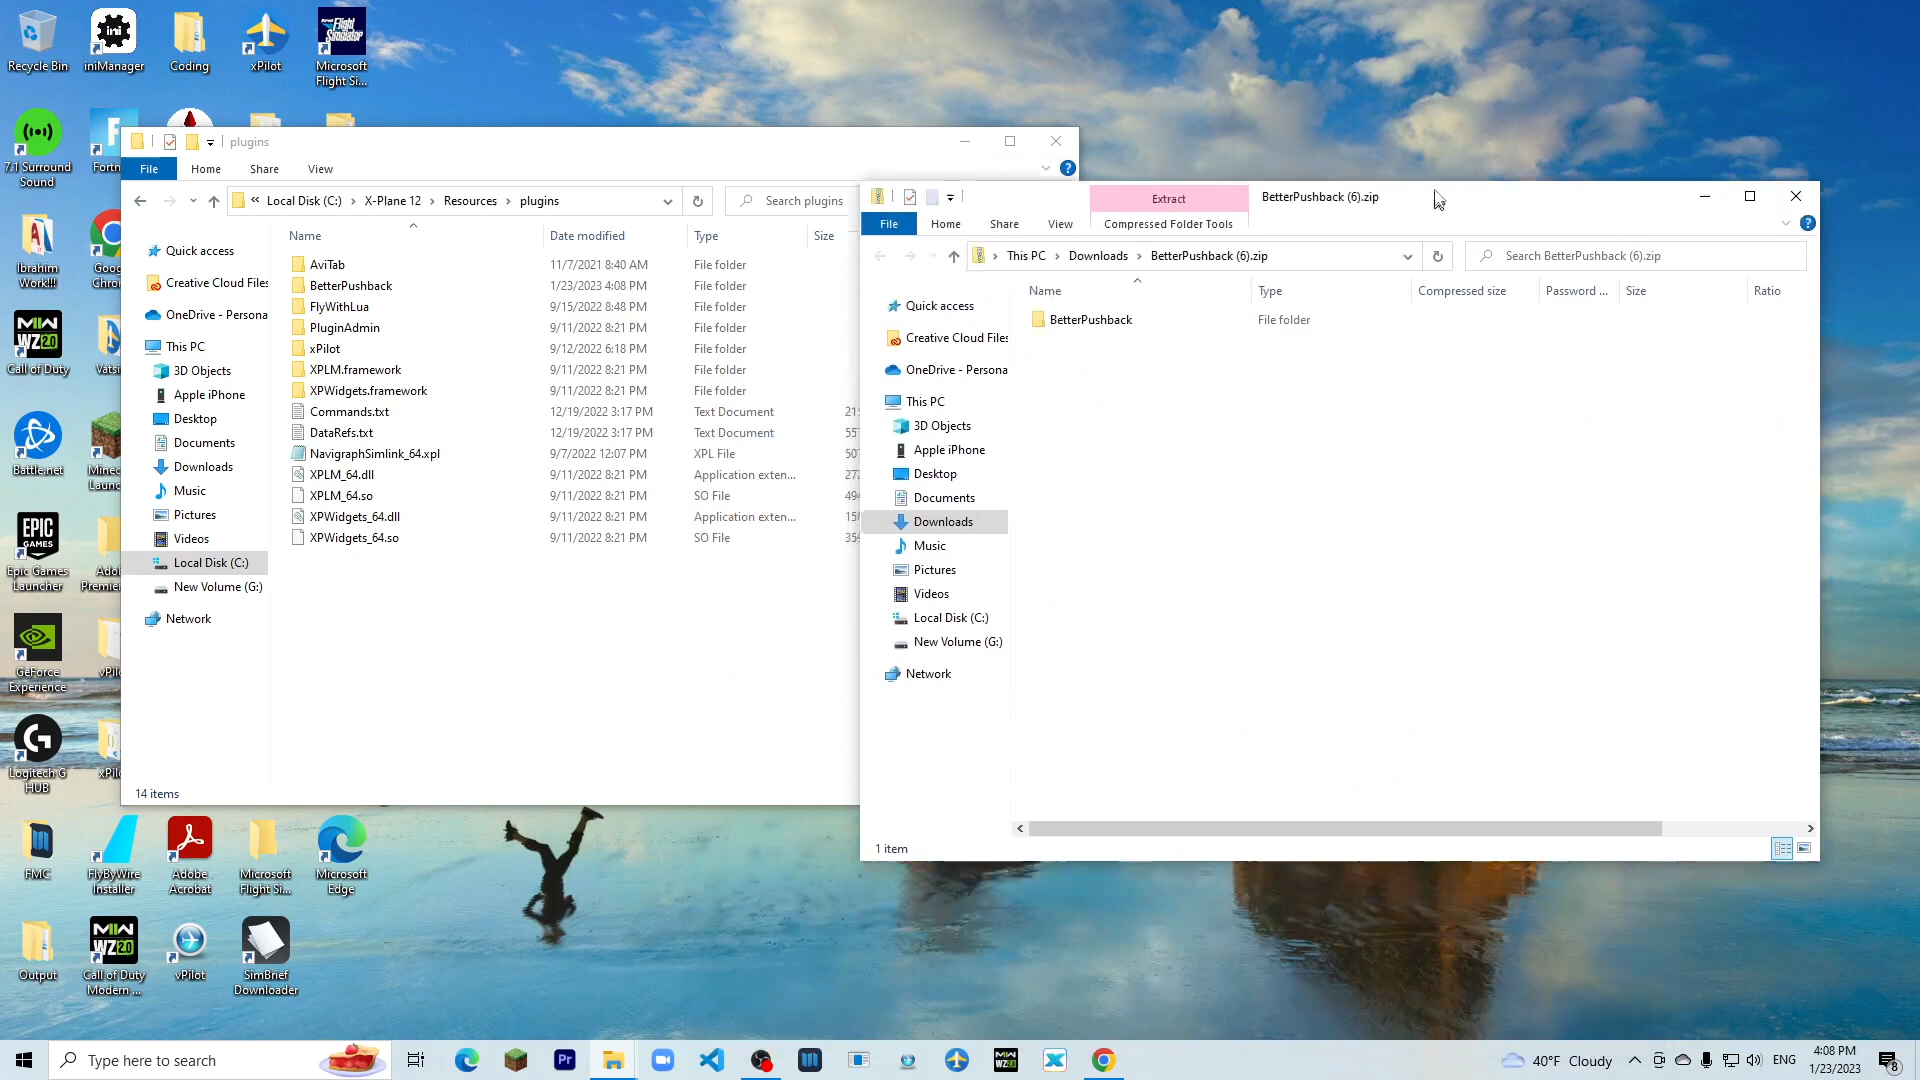 Recycle Bin
iniManager
Coding
xPilot
Microsoft
Flight Si...
7.1 Surround
Sound
Fortn
Ibrahim
Work!!!
Goog
Chro
Call of Duty
Vatsi
Battle.net
Minec
Launc
Epic Games
Launcher
Adob
Premier
GeForce
Experience
vPilo
Logitech G
HUB
xPilo
FMC
FlyByWire
Installer
Adobe
Acrobat
Microsoft
Flight Si...
Microsoft
Edge
Output
Call of Duty
Modern ...
vPilot
SimBrief
Downloader
plugins
File Home Share View
« Local Disk (C:) › X-Plane 12 › Resources › plugins
Search plugins
Name Date modified Type Size
Quick access
Creative Cloud Files
OneDrive - Persona
This PC
3D Objects
Apple iPhone
Desktop
Documents
Downloads
Music
Pictures
Videos
Local Disk (C:)
New Volume (G:)
Network
AviTab 11/7/2021 8:40 AM File folder
BetterPushback 1/23/2023 4:08 PM File folder
FlyWithLua 9/15/2022 8:48 PM File folder
PluginAdmin 9/11/2022 8:21 PM File folder
xPilot 9/12/2022 6:18 PM File folder
XPLM.framework 9/11/2022 8:21 PM File folder
XPWidgets.framework 9/11/2022 8:21 PM File folder
Commands.txt 12/19/2022 3:17 PM Text Document
DataRefs.txt 12/19/2022 3:17 PM Text Document
NavigraphSimlink_64.xpl 9/7/2022 12:07 PM XPL File
XPLM_64.dll 9/11/2022 8:21 PM Application exten...
XPLM_64.so 9/11/2022 8:21 PM SO File
XPWidgets_64.dll 9/11/2022 8:21 PM Application exten...
XPWidgets_64.so 9/11/2022 8:21 PM SO File
14 items
Extract
BetterPushback (6).zip
File Home Share View Compressed Folder Tools
› This PC › Downloads › BetterPushback (6).zip
Search BetterPushback (6).zip
Name Type Compressed size Password ... Size Ratio
BetterPushback File folder
Quick access
Creative Cloud Files
OneDrive - Persona
This PC
3D Objects
Apple iPhone
Desktop
Documents
Downloads
Music
Pictures
Videos
Local Disk (C:)
New Volume (G:)
Network
1 item
Type here to search
40°F Cloudy
ENG
4:08 PM
1/23/2023
8